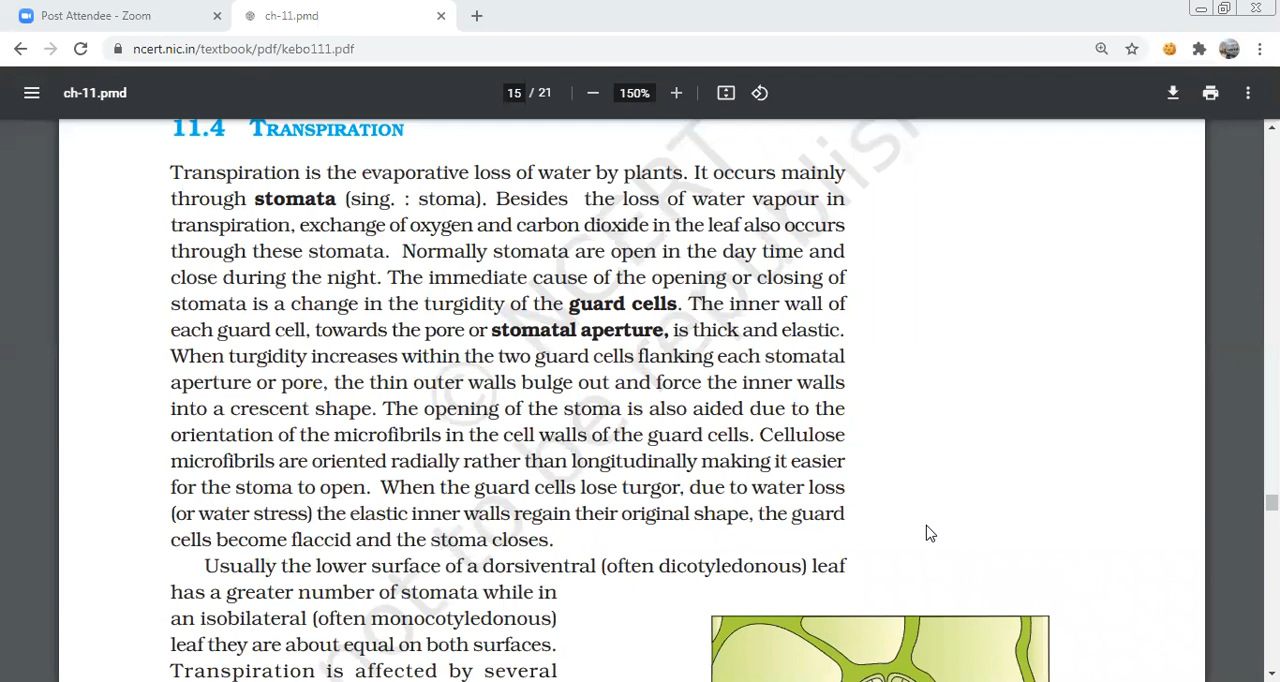 Post Attendee - Zoom
ch-11.pmd
ncert.nic.in/textbook/pdf/kebo111.pdf
ch-11.pmd
15 / 21
150%
11.4 TRANSPIRATION
Transpiration is the evaporative loss of water by plants. It occurs mainly
through stomata (sing. : stoma). Besides the loss of water vapour in
transpiration, exchange of oxygen and carbon dioxide in the leaf also occurs
through these stomata. Normally stomata are open in the day time and
close during the night. The immediate cause of the opening or closing of
stomata is a change in the turgidity of the guard cells. The inner wall of
each guard cell, towards the pore or stomatal aperture, is thick and elastic.
When turgidity increases within the two guard cells flanking each stomatal
aperture or pore, the thin outer walls bulge out and force the inner walls
into a crescent shape. The opening of the stoma is also aided due to the
orientation of the microfibrils in the cell walls of the guard cells. Cellulose
microfibrils are oriented radially rather than longitudinally making it easier
for the stoma to open. When the guard cells lose turgor, due to water loss
(or water stress) the elastic inner walls regain their original shape, the guard
cells become flaccid and the stoma closes.
Usually the lower surface of a dorsiventral (often dicotyledonous) leaf
has a greater number of stomata while in
an isobilateral (often monocotyledonous)
leaf they are about equal on both surfaces.
Transpiration is affected by several
© NCERT
not to be republish